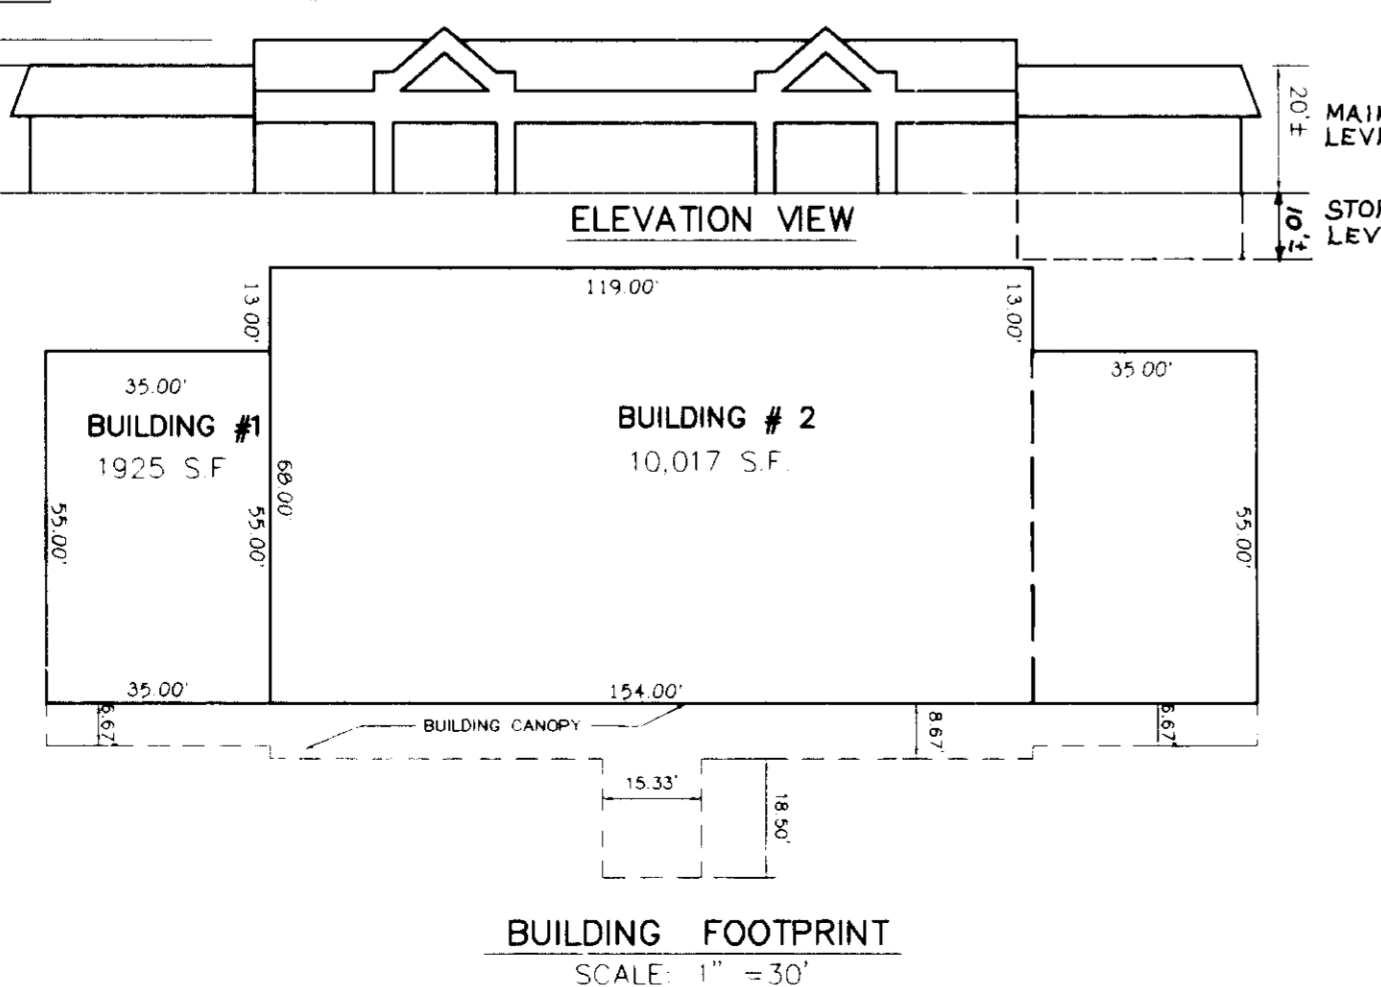 20'±
MAI
LEV
ELEVATION VIEW
10'±
STO
LEV
119.00'
13.00'
13.00'
35.00'
35.00'
BUILDING #1
1925 S.F
BUILDING # 2
10,017 S.F.
68.00'
55.00'
55.00'
55.00'
35.00'
154.00'
6.67'
BUILDING CANOPY
8.67'
6.67'
15.33'
18.50'
BUILDING FOOTPRINT
SCALE: 1" =30'